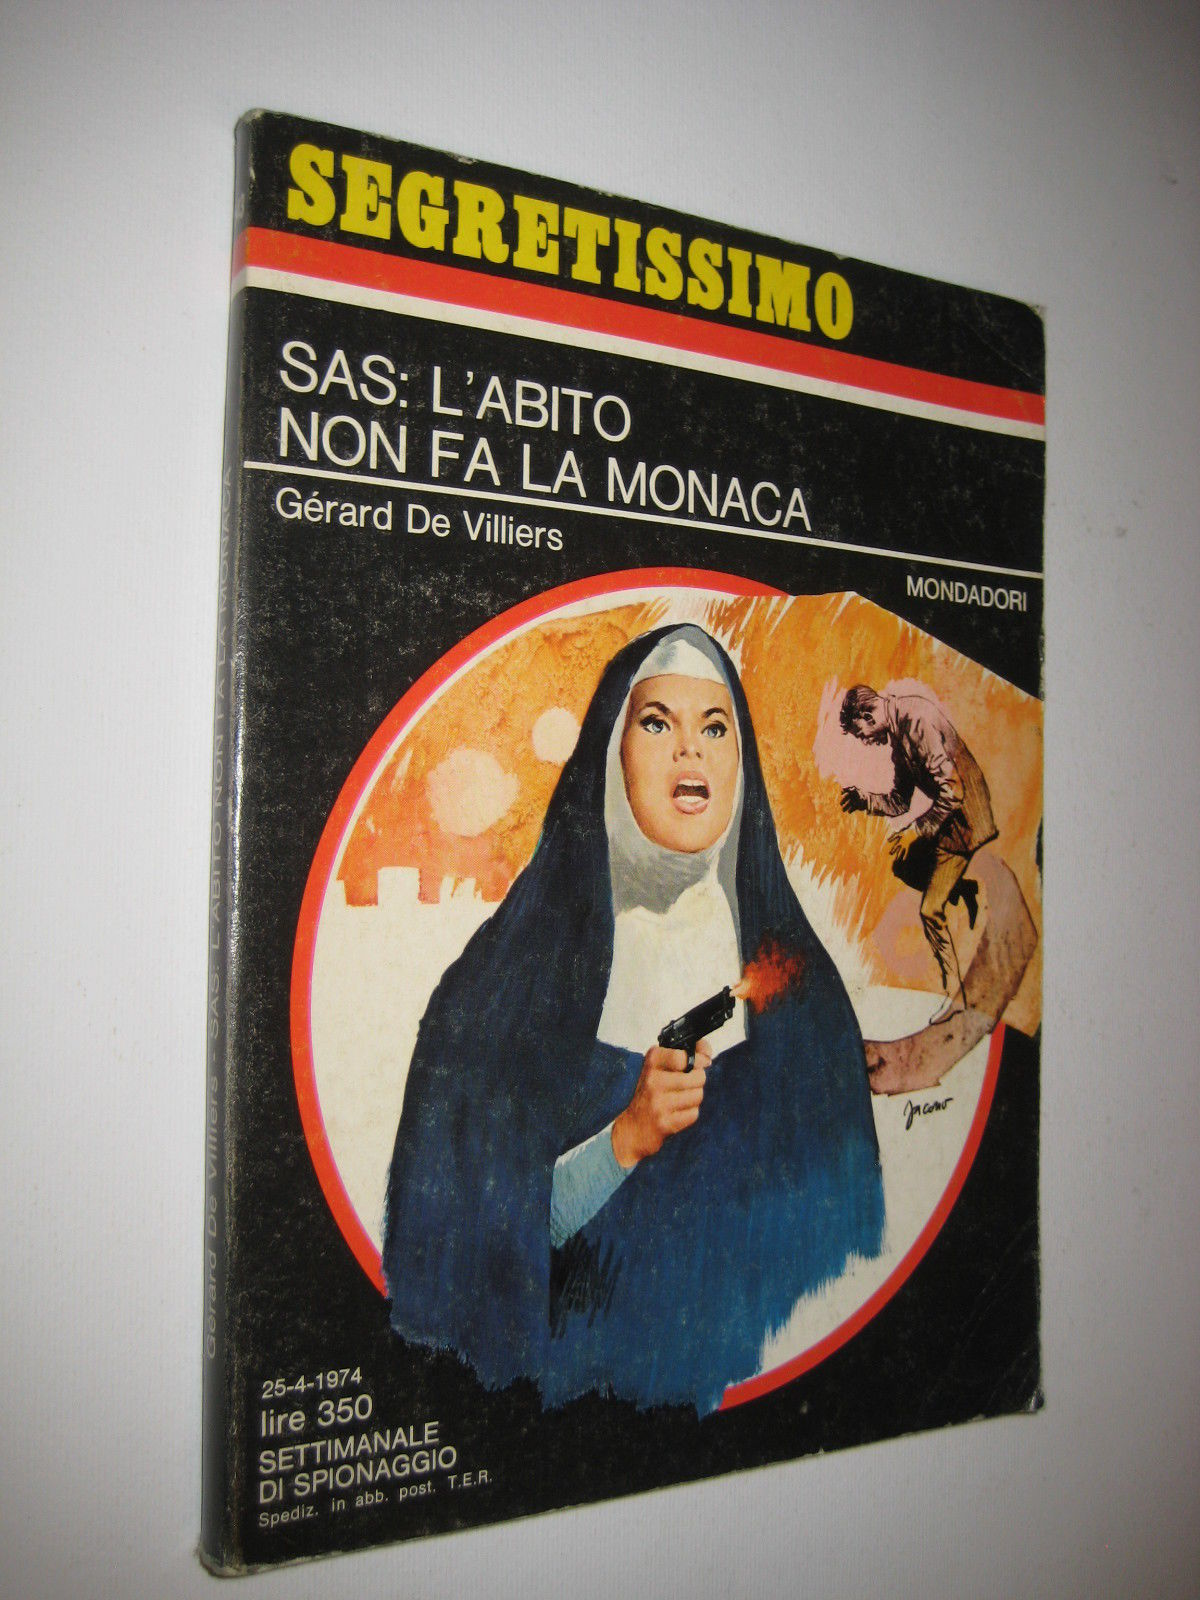 SEGRETISSIMO
SAS: L'ABITO
NON FA LA MONACA
Gérard De Villiers
MONDADORI
Jacono
25-4-1974
lire 350
SETTIMANALE
DI SPIONAGGIO
Spediz. in abb. post. T.E.R.
Gérard De Villiers - SAS: L'ABITO NON FA LA MONACA